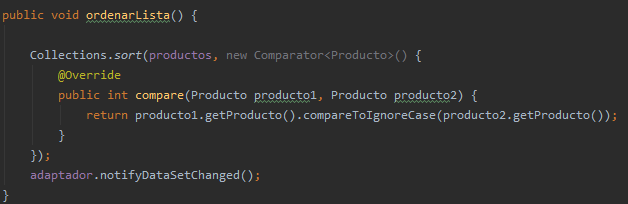 public void ordenarLista() {
Collections.sort(productos, new Comparator<Producto>() {
@Override
public int compare(Producto producto1, Producto producto2) {
return producto1.getProducto().compareToIgnoreCase(producto2.getProducto());
}
});
adaptador.notifyDataSetChanged();
}